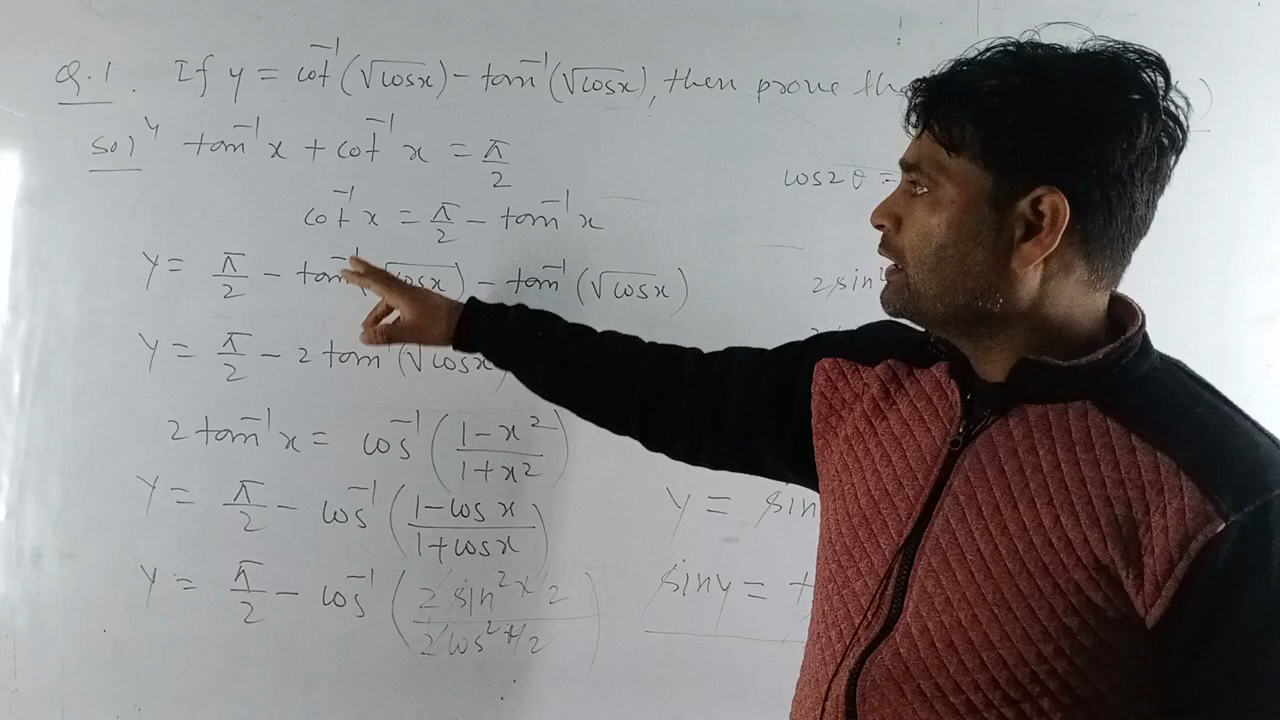 Q.1. If y = cot⁻¹(√cosx) – tan⁻¹(√cosx), then prove
Solⁿ tan⁻¹x + cot⁻¹x = π/2
cot⁻¹x = π/2 – tan⁻¹x
y = π/2 – tan⁻¹(√cosx) – tan⁻¹(√cosx)
y = π/2 – 2tan⁻¹(√cosx
2tan⁻¹x = cos⁻¹((1-x²)/(1+x²))
y = π/2 – cos⁻¹((1-cosx)/(1+cosx))
y = π/2 – cos⁻¹((2sin²x/2)/(2cos²x/2))
cos2θ =
2sin²
y = sin
siny =